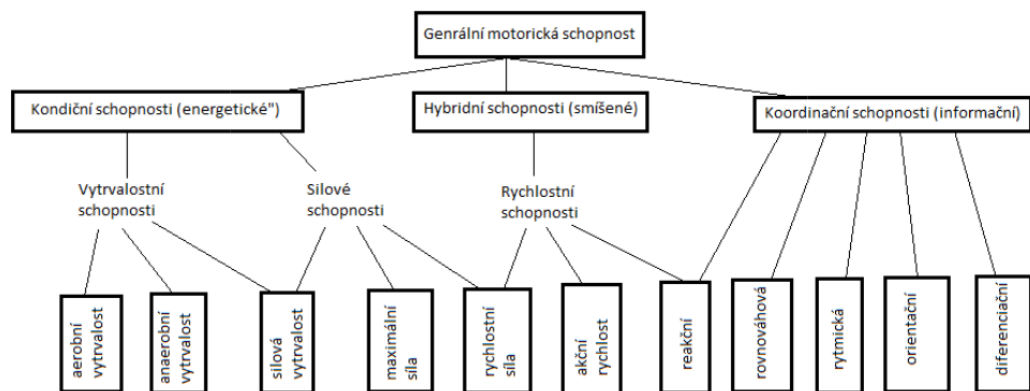 Genrální motorická schopnost
Kondiční schopnosti (energetické")
Hybridní schopnosti (smíšené)
Koordinační schopnosti (informační)
Vytrvalostní
schopnosti
Silové
schopnosti
Rychlostní
schopnosti
aerobní
vytrvalost
anaerobní
vytrvalost
silová
vytrvalost
maximální
síla
rychlostní
síla
akční
rychlost
reakční
rovnováhová
rytmická
orientační
diferenciační